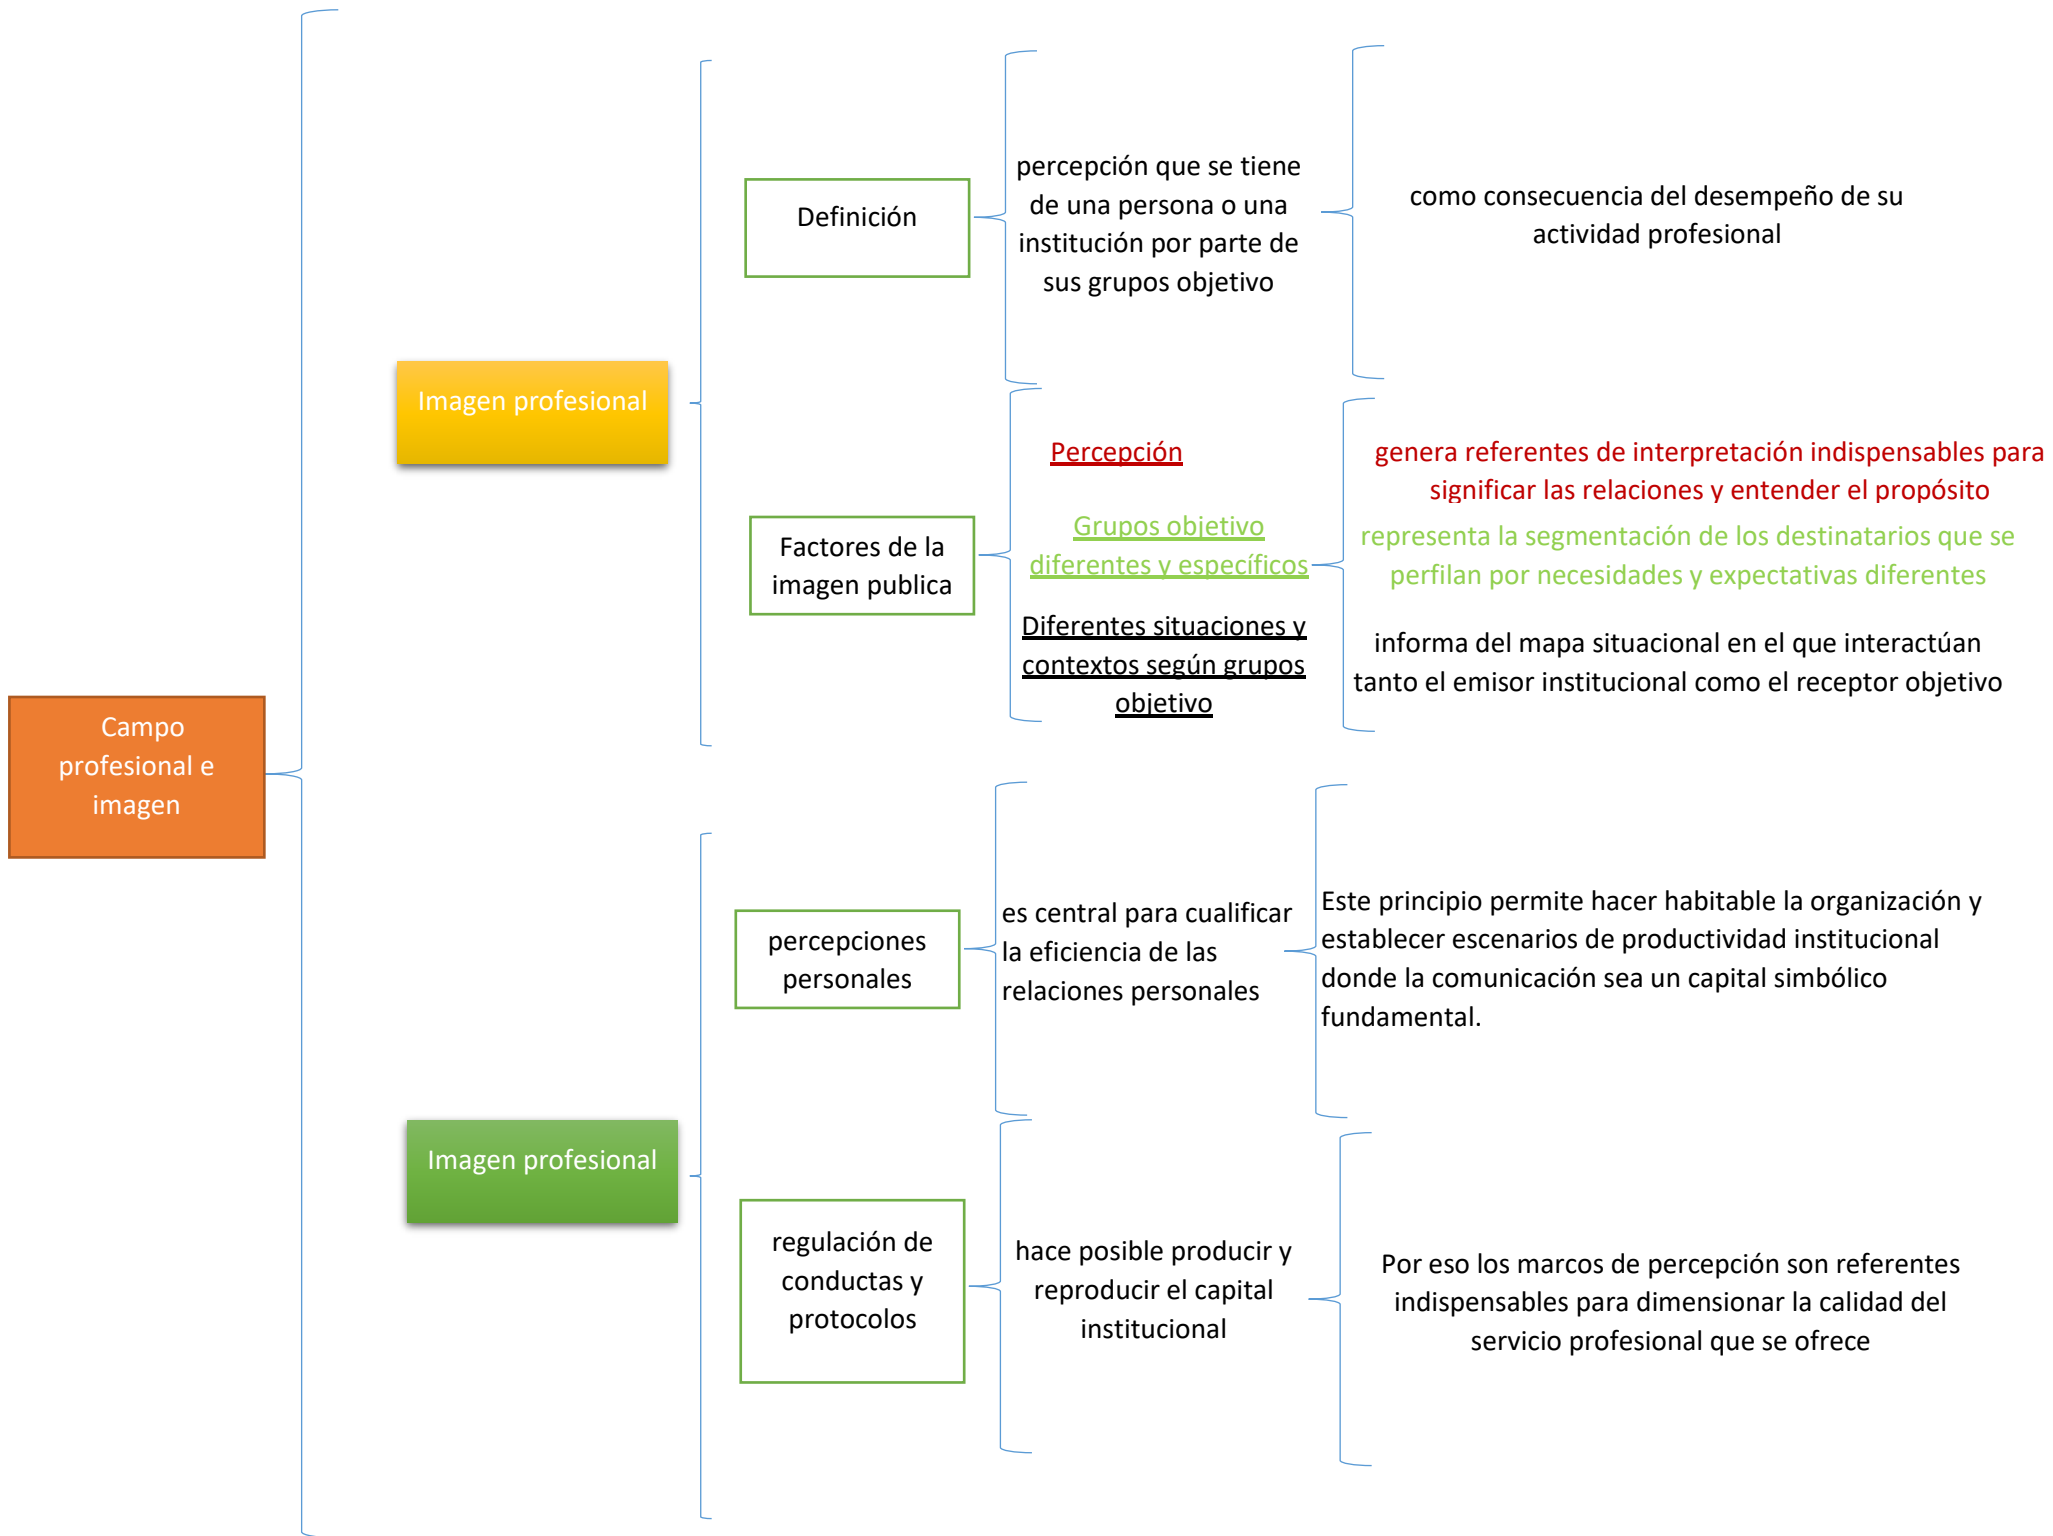 Campo
profesional e
imagen
Imagen profesional
Definición
percepción que se tiene
de una persona o una
institución por parte de
sus grupos objetivo
como consecuencia del desempeño de su
actividad profesional
Factores de la
imagen publica
Percepción
genera referentes de interpretación indispensables para
significar las relaciones y entender el propósito
Grupos objetivo
diferentes y específicos
representa la segmentación de los destinatarios que se
perfilan por necesidades y expectativas diferentes
Diferentes situaciones y
contextos según grupos
objetivo
informa del mapa situacional en el que interactúan
tanto el emisor institucional como el receptor objetivo
Imagen profesional
percepciones
personales
es central para cualificar
la eficiencia de las
relaciones personales
Este principio permite hacer habitable la organización y
establecer escenarios de productividad institucional
donde la comunicación sea un capital simbólico
fundamental.
regulación de
conductas y
protocolos
hace posible producir y
reproducir el capital
institucional
Por eso los marcos de percepción son referentes
indispensables para dimensionar la calidad del
servicio profesional que se ofrece